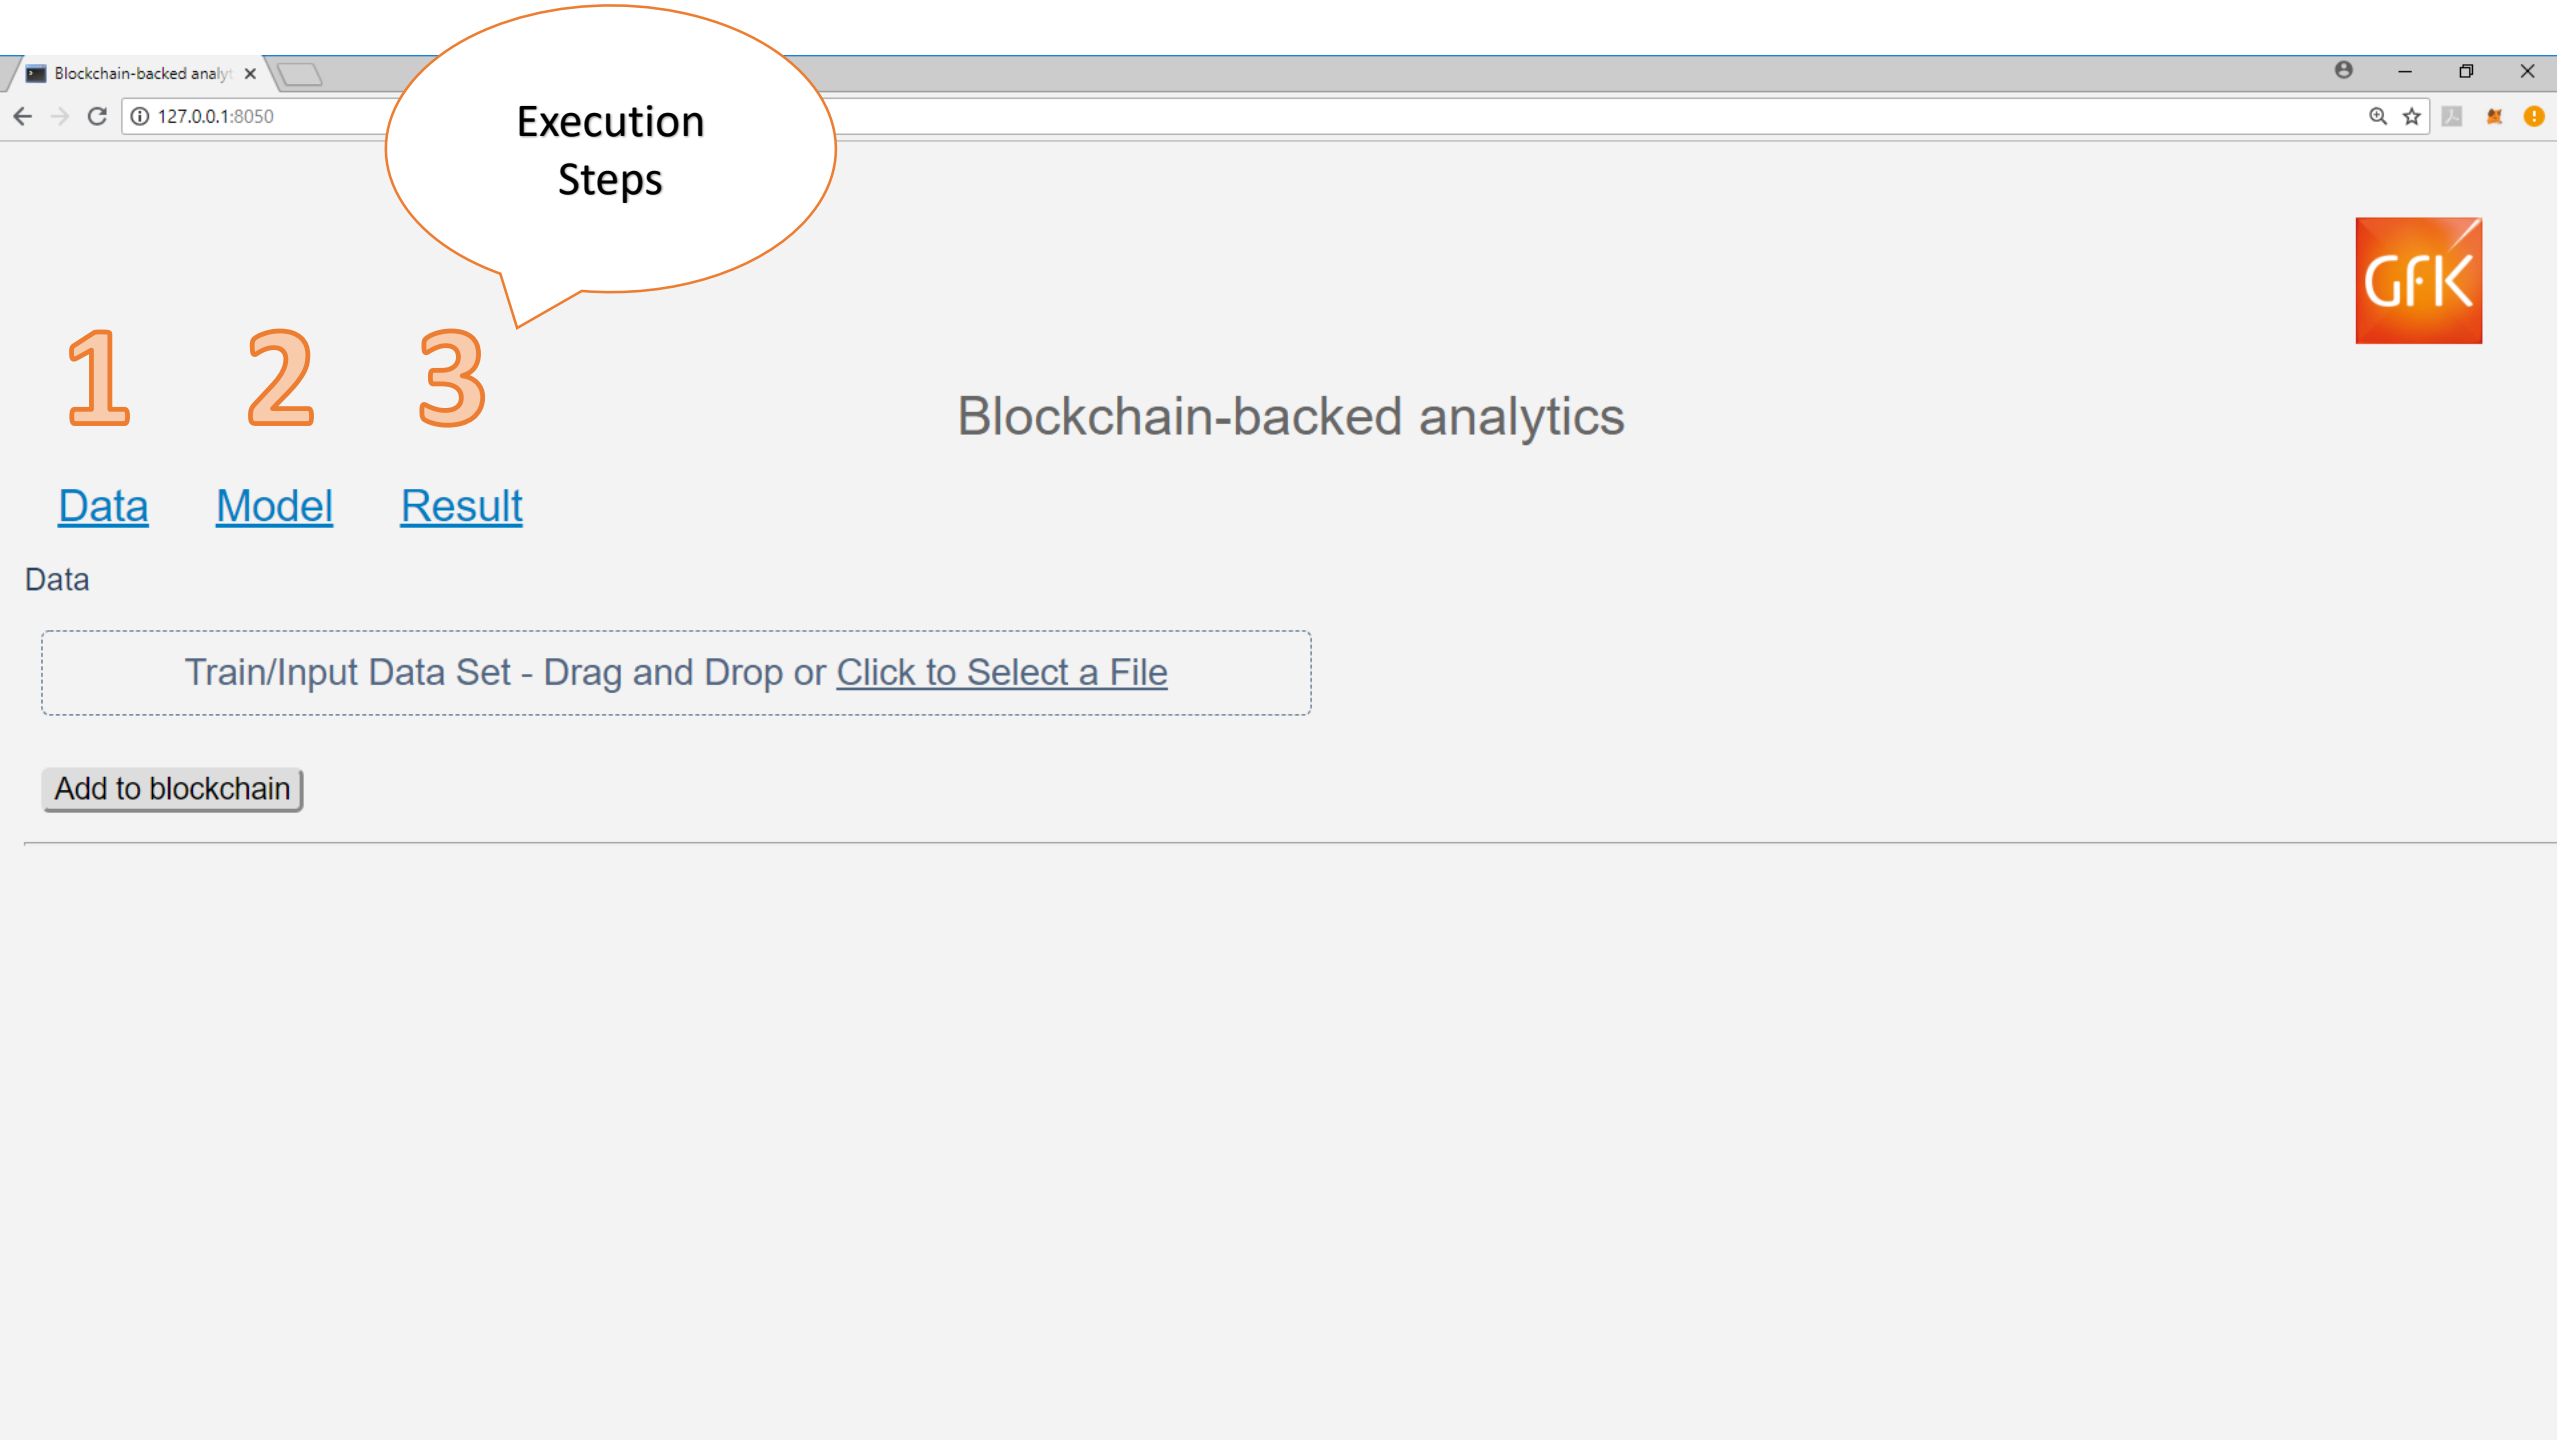 Blockchain-backed analyt
127.0.0.1:8050
Execution
Steps
GfK
1 2 3
Blockchain-backed analytics
Data Model Result
Data
Train/Input Data Set - Drag and Drop or Click to Select a File
Add to blockchain